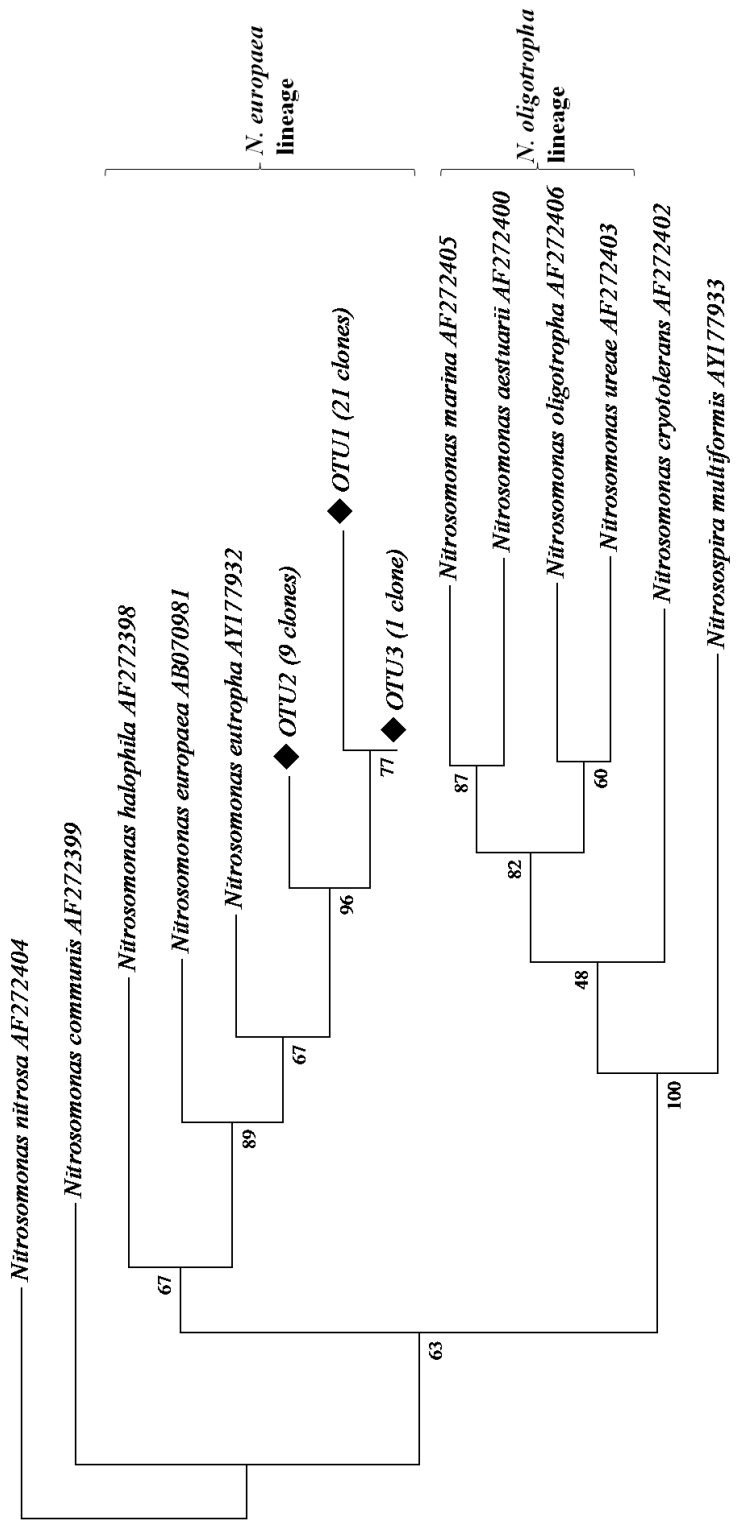 Nitrosomonas nitrosa AF272404
Nitrosomonas communis AF272399
Nitrosomonas halophila AF272398
Nitrosomonas europaea AB070981
Nitrosomonas eutropha AY177932
OTU2 (9 clones)
OTU1 (21 clones)
OTU3 (1 clone)
Nitrosomonas marina AF272405
Nitrosomonas aestuarii AF272400
Nitrosomonas oligotropha AF272406
Nitrosomonas ureae AF272403
Nitrosomonas cryotolerans AF272402
Nitrosospira multiformis AY177933
N. europaea
lineage
N. oligotropha
lineage
67
89
67
96
77
63
87
82
60
48
100